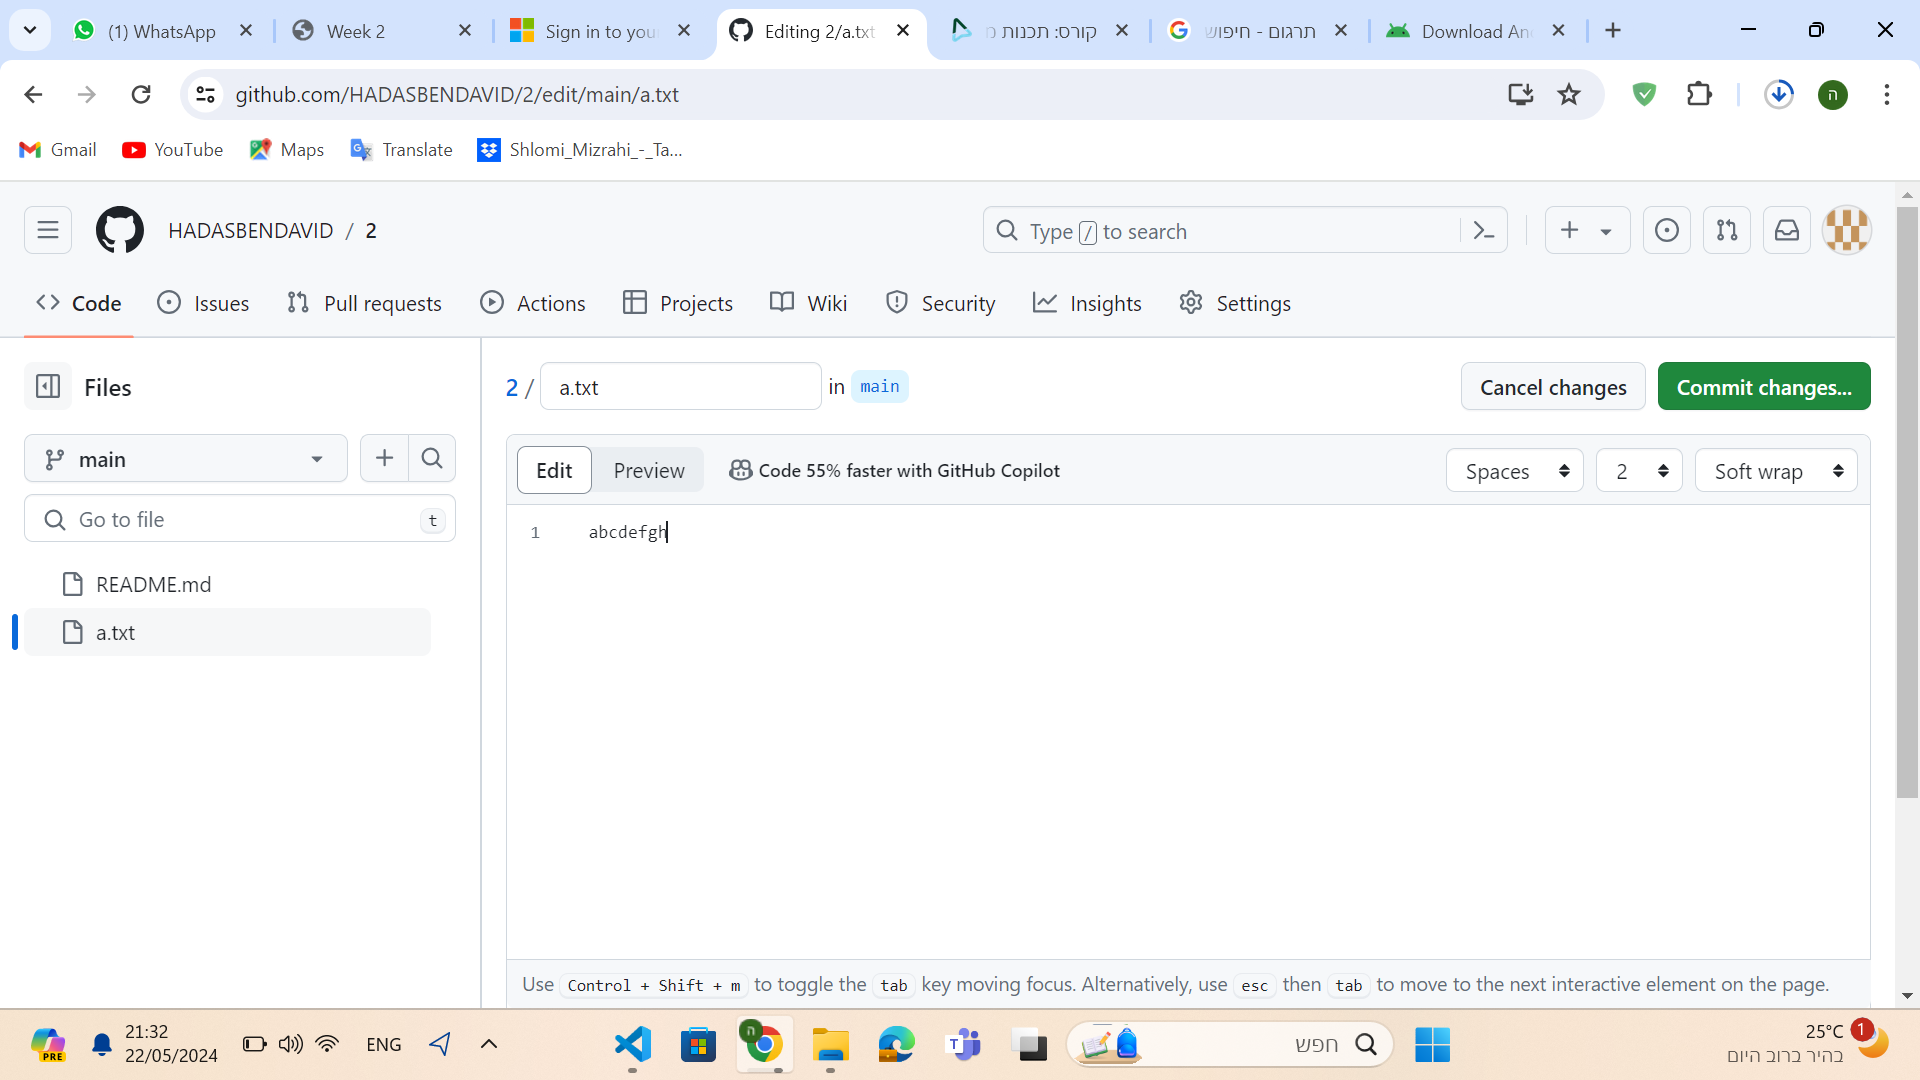 (1) WhatsApp
Week 2
Sign in to you
Editing 2/a.txt
קורס: תכנות
תרגום - חיפוש
Download An
github.com/HADASBENDAVID/2/edit/main/a.txt
ה
Gmail
YouTube
Maps
Translate
Shlomi_Mizrahi_-_Ta...
HADASBENDAVID / 2
Type / to search
Code
Issues
Pull requests
Actions
Projects
Wiki
Security
Insights
Settings
Files
2 / a.txt in main
Cancel changes
Commit changes...
main
Edit
Preview
Code 55% faster with GitHub Copilot
Spaces
2
Soft wrap
Go to file
t
1 abcdefgh
README.md
a.txt
Use Control + Shift + m to toggle the tab key moving focus. Alternatively, use esc then tab to move to the next interactive element on the page.
PRE
21:32
22/05/2024
ENG
ה
חפש
25°C
1
בהיר ברוב היום